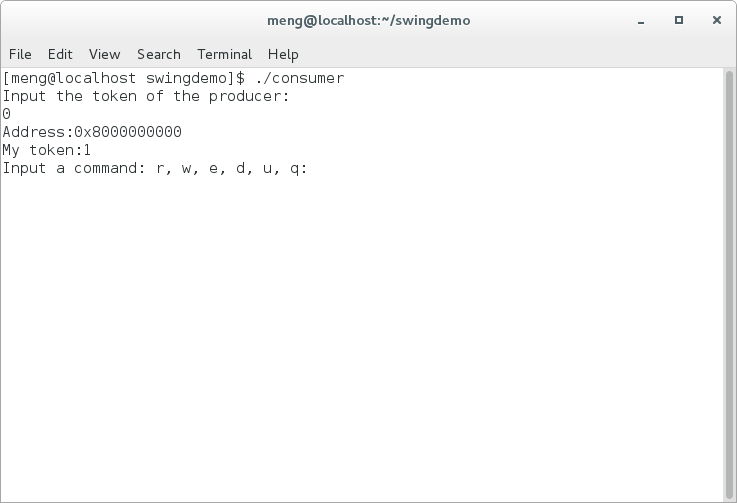 meng@localhost:~/swingdemo
File Edit View Search Terminal Help
[meng@localhost swingdemo]$ ./consumer
Input the token of the producer:
0
Address:0x8000000000
My token:1
Input a command: r, w, e, d, u, q: